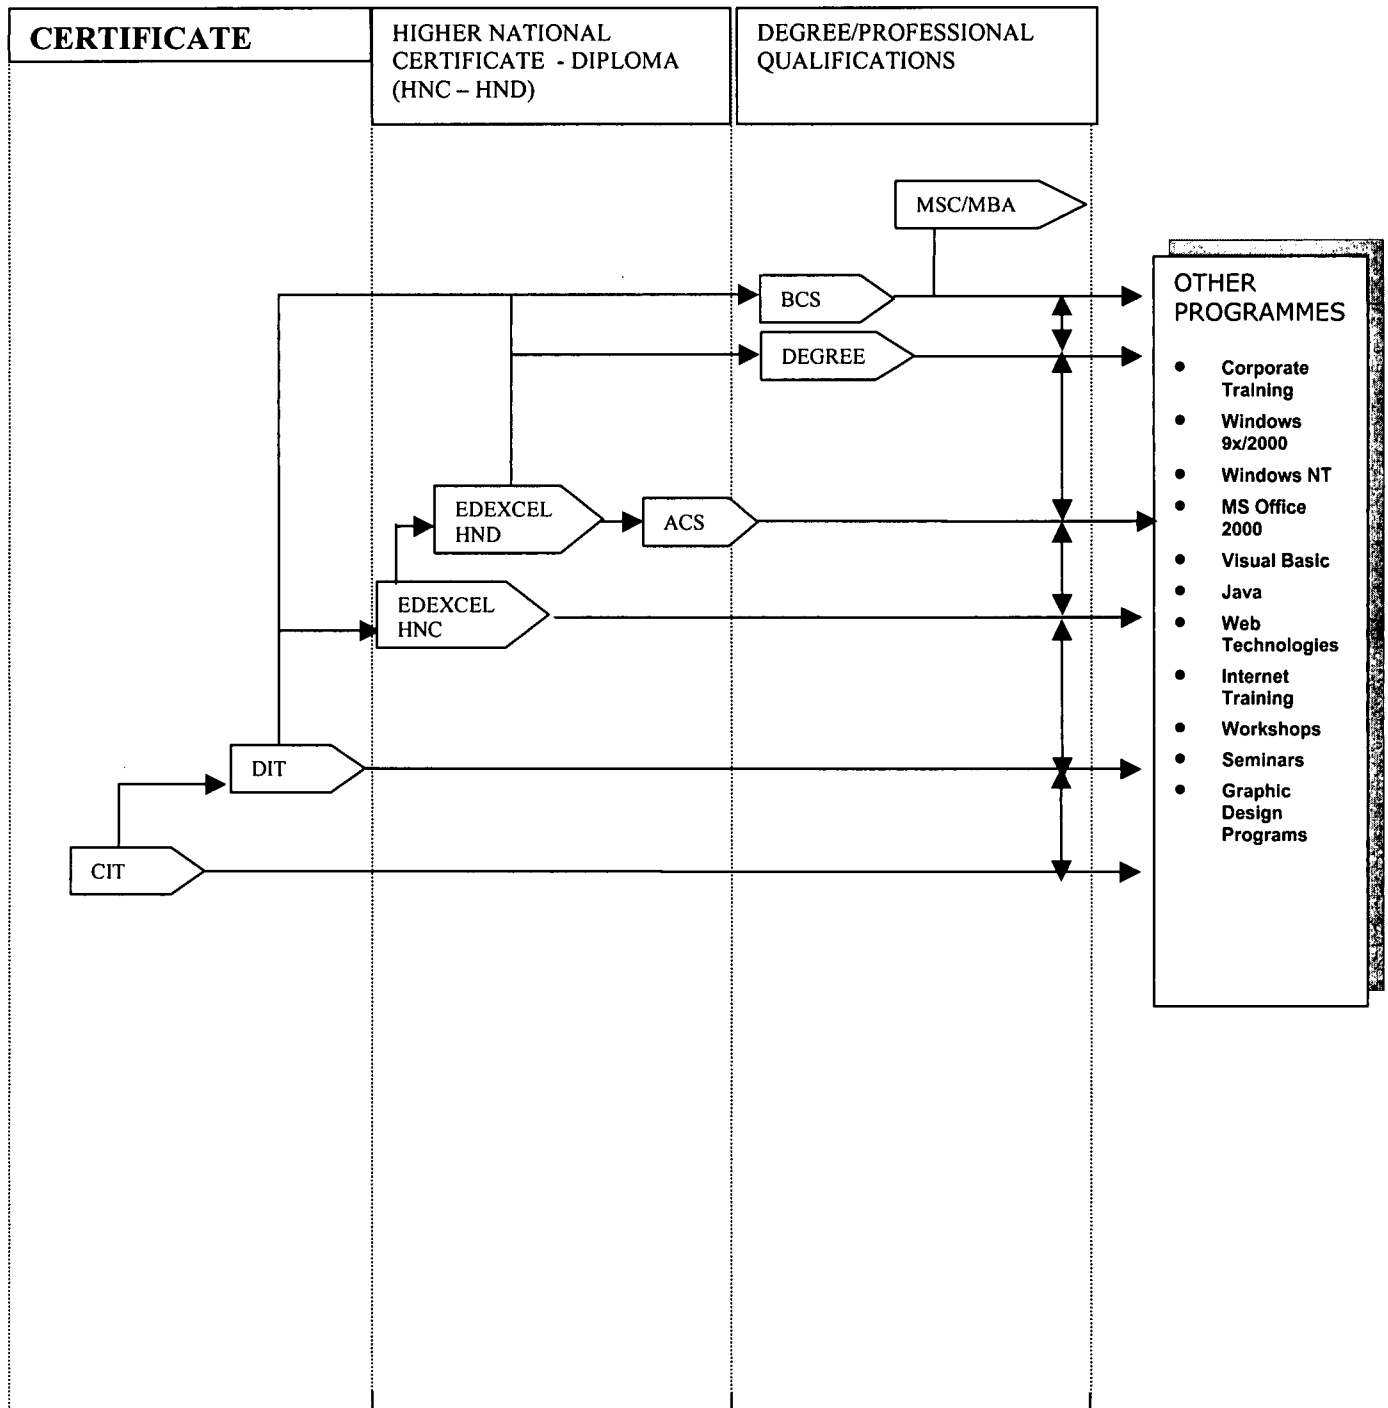 CERTIFICATE
HIGHER NATIONAL
CERTIFICATE - DIPLOMA
(HNC – HND)
DEGREE/PROFESSIONAL
QUALIFICATIONS
MSC/MBA
BCS
DEGREE
EDEXCEL
HND
ACS
EDEXCEL
HNC
DIT
CIT
OTHER
PROGRAMMES
• Corporate
Training
• Windows
9x/2000
• Windows NT
• MS Office
2000
• Visual Basic
• Java
• Web
Technologies
• Internet
Training
• Workshops
• Seminars
• Graphic
Design
Programs